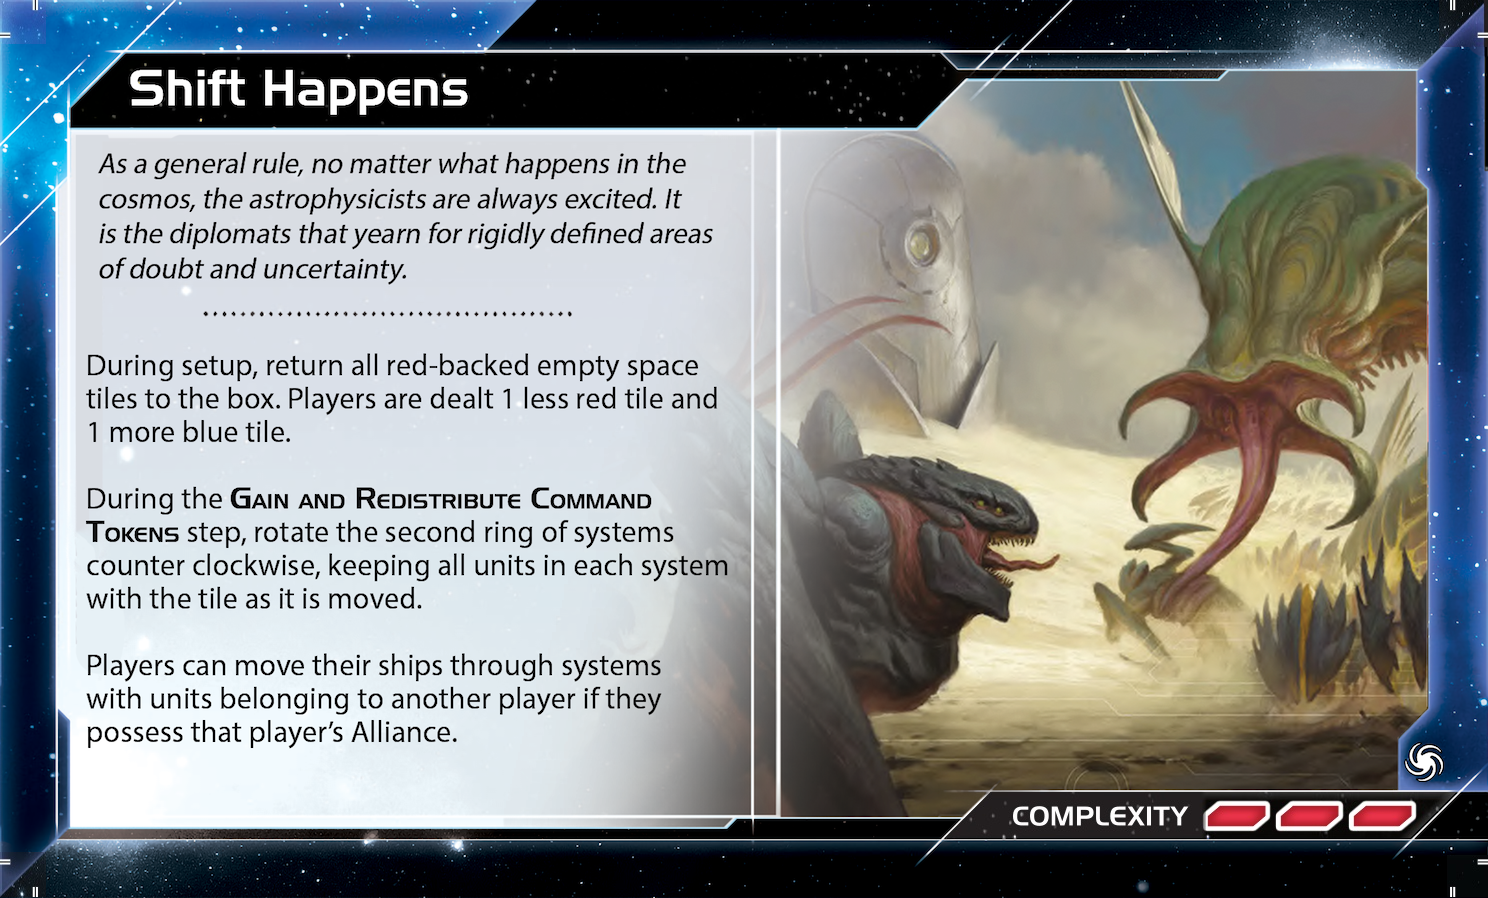 Shift Happens
As a general rule, no matter what happens in the
cosmos, the astrophysicists are always excited. It
is the diplomats that yearn for rigidly defined areas
of doubt and uncertainty.
During setup, return all red-backed empty space
tiles to the box. Players are dealt 1 less red tile and
1 more blue tile.
During the Gain and Redistribute Command
Tokens step, rotate the second ring of systems
counter clockwise, keeping all units in each system
with the tile as it is moved.
Players can move their ships through systems
with units belonging to another player if they
possess that player's Alliance.
COMPLEXITY